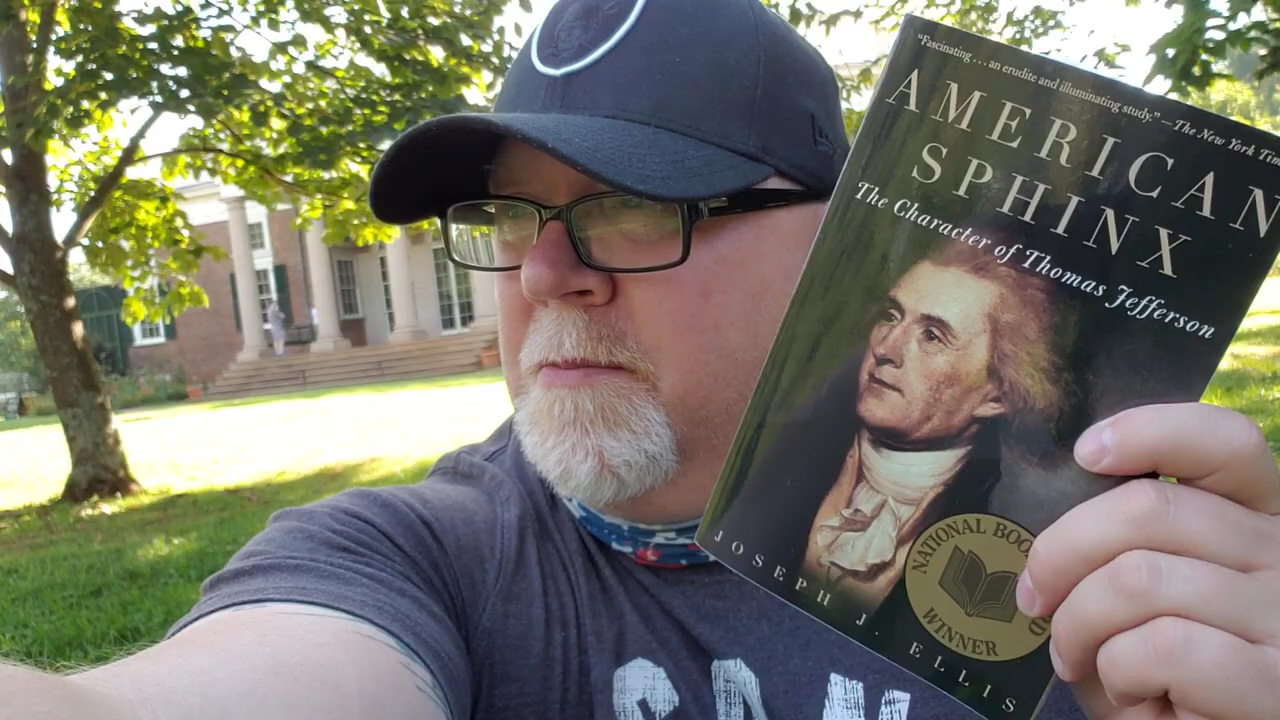 "Fascinating . . . an erudite and illuminating study." —The New York Tim
AMERICAN
SPHINX
The Character of Thomas Jefferson
NATIONAL BOO
D
WINNER
JOSEPH J. ELLIS